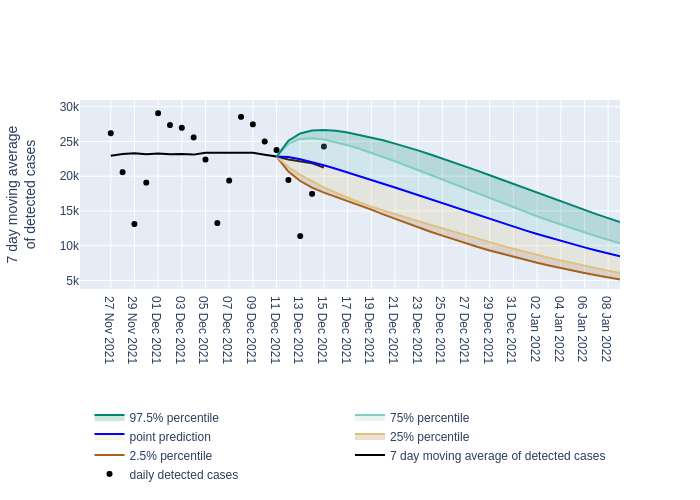 7 day moving average
of detected cases
30k
25k
20k
15k
10k
5k
27 Nov 2021
29 Nov 2021
01 Dec 2021
03 Dec 2021
05 Dec 2021
07 Dec 2021
09 Dec 2021
11 Dec 2021
13 Dec 2021
15 Dec 2021
17 Dec 2021
19 Dec 2021
21 Dec 2021
23 Dec 2021
25 Dec 2021
27 Dec 2021
29 Dec 2021
31 Dec 2021
02 Jan 2022
04 Jan 2022
06 Jan 2022
08 Jan 2022
97.5% percentile
75% percentile
point prediction
25% percentile
2.5% percentile
7 day moving average of detected cases
daily detected cases